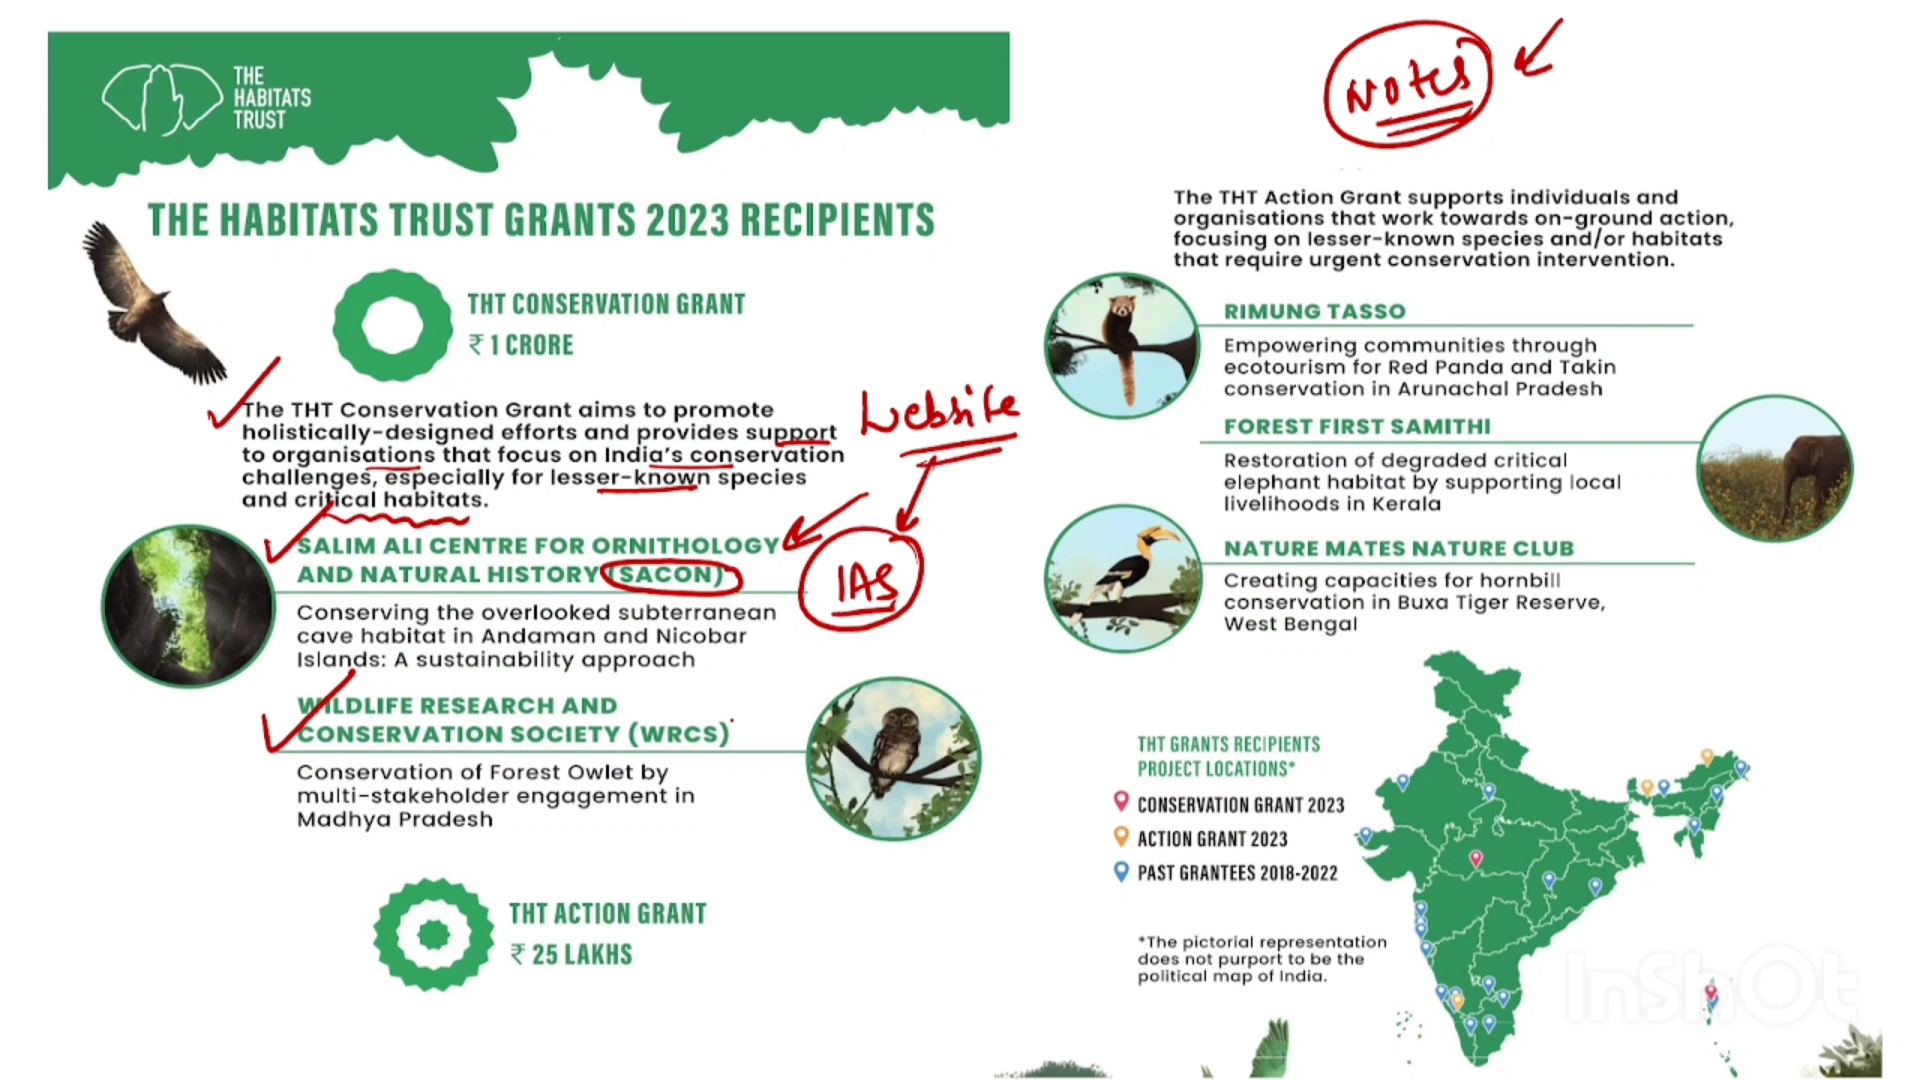 THE
HABITATS
TRUST
THE HABITATS TRUST GRANTS 2023 RECIPIENTS
THT CONSERVATION GRANT
₹ 1 CRORE
The THT Conservation Grant aims to promote
holistically-designed efforts and provides support
to organisations that focus on India's conservation
challenges, especially for lesser-known species
and critical habitats.
Website
SALIM ALI CENTRE FOR ORNITHOLOGY
AND NATURAL HISTORY (SACON)
IAS
Conserving the overlooked subterranean
cave habitat in Andaman and Nicobar
Islands: A sustainability approach
WILDLIFE RESEARCH AND
CONSERVATION SOCIETY (WRCS)
Conservation of Forest Owlet by
multi-stakeholder engagement in
Madhya Pradesh
THT ACTION GRANT
₹ 25 LAKHS
Notes
The THT Action Grant supports individuals and
organisations that work towards on-ground action,
focusing on lesser-known species and/or habitats
that require urgent conservation intervention.
RIMUNG TASSO
Empowering communities through
ecotourism for Red Panda and Takin
conservation in Arunachal Pradesh
FOREST FIRST SAMITHI
Restoration of degraded critical
elephant habitat by supporting local
livelihoods in Kerala
NATURE MATES NATURE CLUB
Creating capacities for hornbill
conservation in Buxa Tiger Reserve,
West Bengal
THT GRANTS RECIPIENTS
PROJECT LOCATIONS*
CONSERVATION GRANT 2023
ACTION GRANT 2023
PAST GRANTEES 2018-2022
*The pictorial representation
does not purport to be the
political map of India.
InShOt